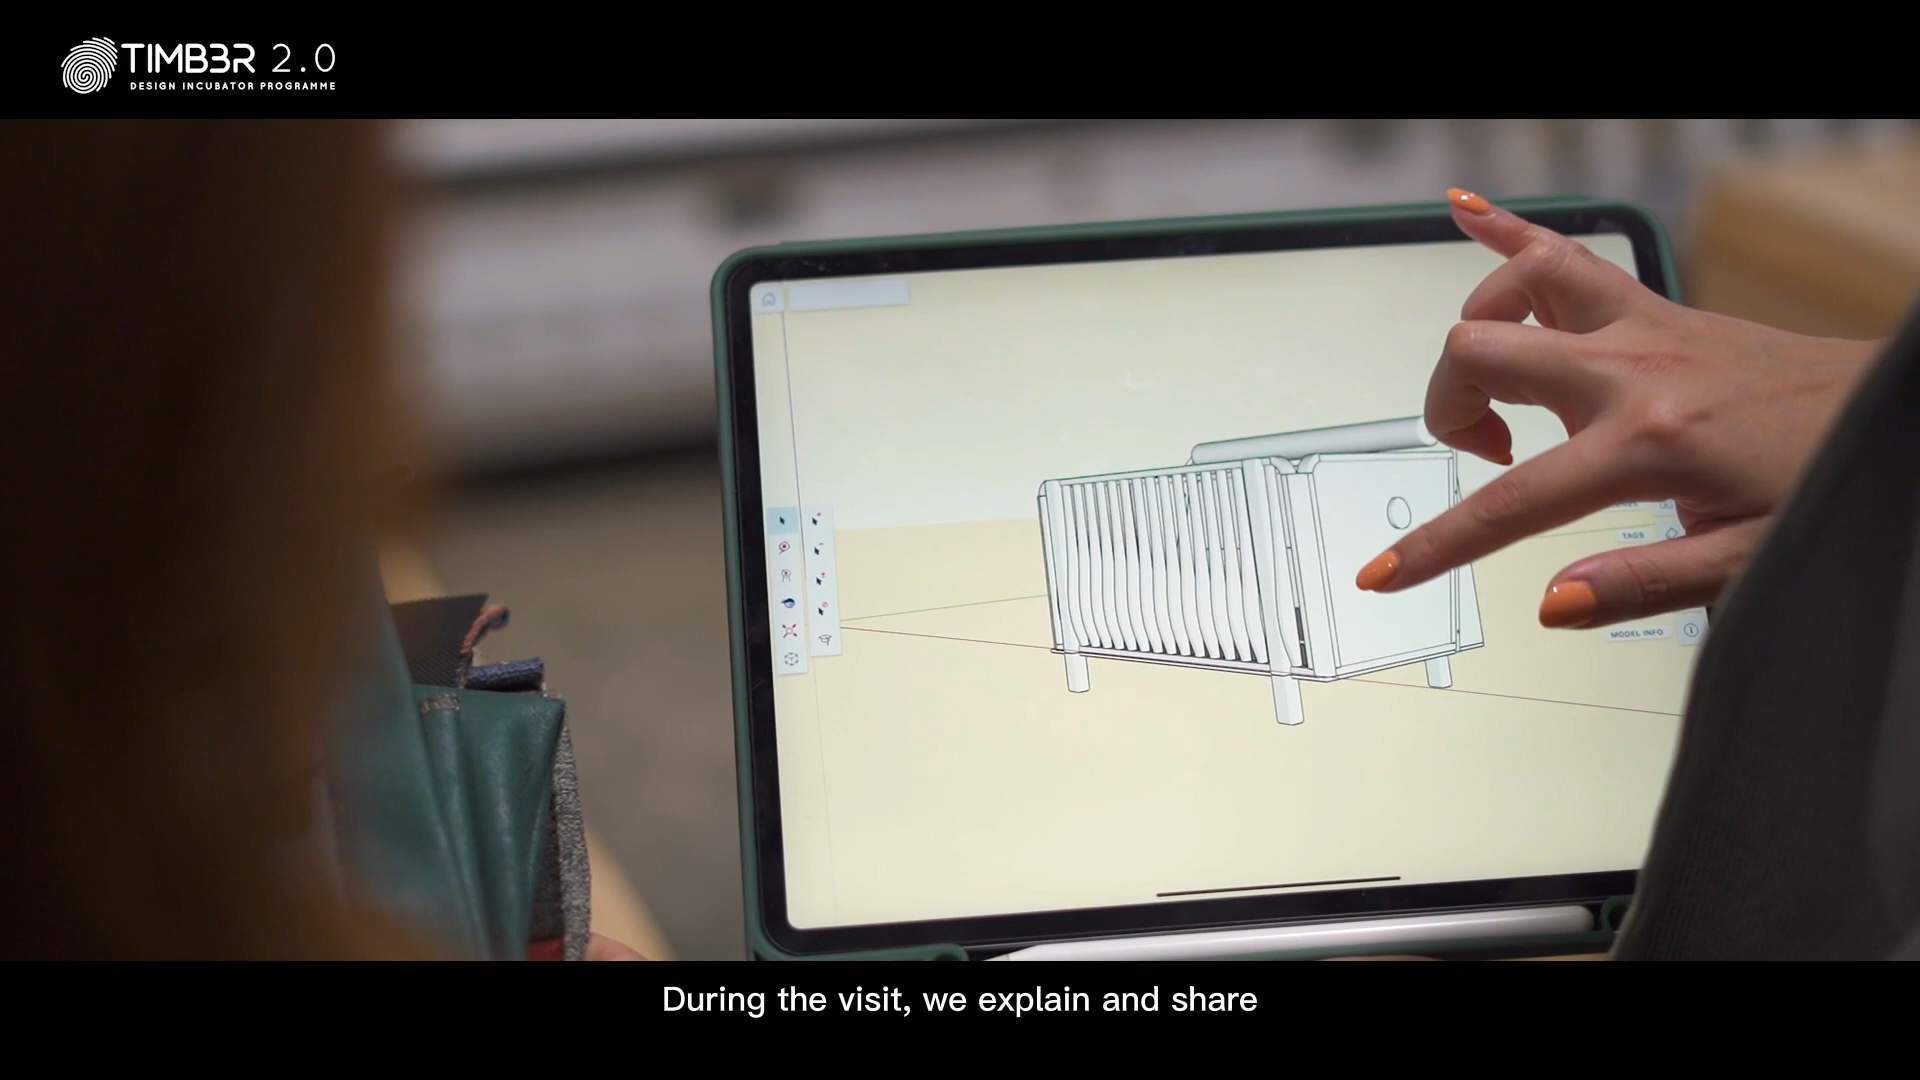 TIMB3R 2.0
DESIGN INCUBATOR PROGRAMME
TAGS
MODEL INFO
During the visit, we explain and share